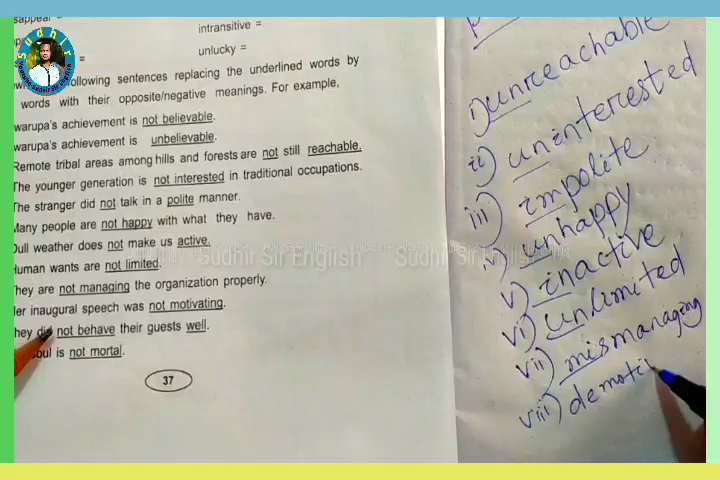 sappear =
intransitive =
=
unlucky =
following sentences replacing the underlined words by
words with their opposite/negative meanings. For example,
warupa's achievement is not believable.
warupa's achievement is unbelievable.
Remote tribal areas among hills and forests are not still reachable.
The younger generation is not interested in traditional occupations.
The stranger did not talk in a polite manner.
Many people are not happy with what they have.
Dull weather does not make us active.
Human wants are not limited.
They are not managing the organization properly.
Her inaugural speech was not motivating.
They did not behave their guests well.
soul is not mortal.
37
i) unreachable
ii) uninterested
iii) impolite
iv) unhappy
v) inactive
vi) unlimited
vii) mismanaging
viii) demoti
Sudhir Sir English
Sudhir Sir English
Sudhir